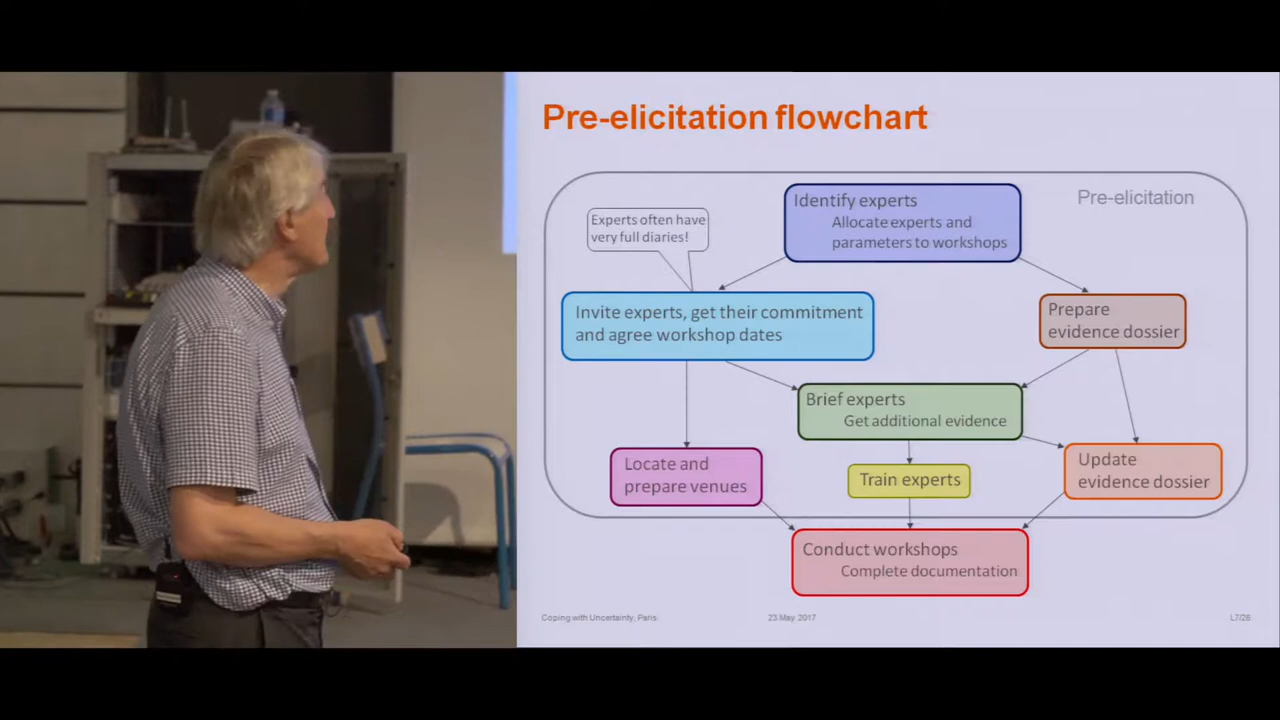 Pre-elicitation flowchart
Pre-elicitation
Identify experts
Allocate experts and
parameters to workshops
Experts often have
very full diaries!
Invite experts, get their commitment
and agree workshop dates
Prepare
evidence dossier
Brief experts
Get additional evidence
Locate and
prepare venues
Train experts
Update
evidence dossier
Conduct workshops
Complete documentation
Coping with Uncertainty, Paris
23 May 2017
L7/28